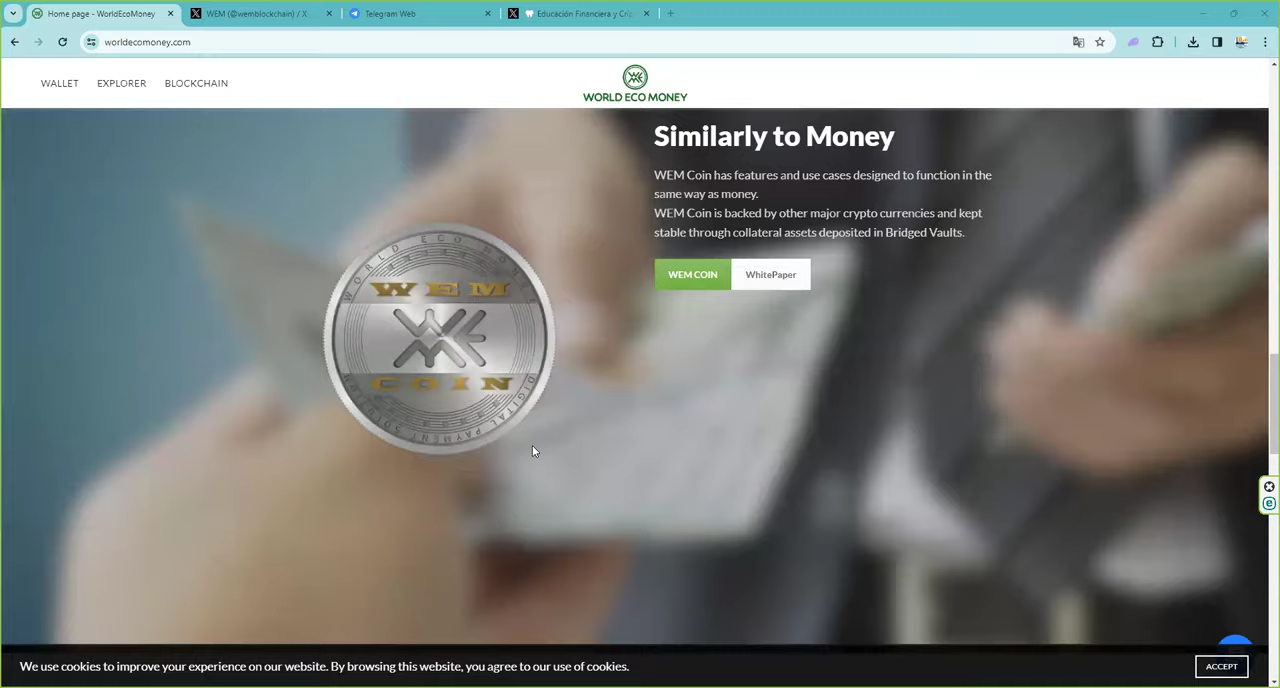 Home page - WorldEcoMoney
WEM (@wemblockchain) / X
Telegram Web
Educación Financiera y Crip
worldecomoney.com
WALLET
EXPLORER
BLOCKCHAIN
WORLD ECO MONEY
Similarly to Money
WEM Coin has features and use cases designed to function in the
same way as money.
WEM Coin is backed by other major crypto currencies and kept
stable through collateral assets deposited in Bridged Vaults.
WEM COIN
WhitePaper
WORLD ECO MONEY
WEM
COIN
DIGITAL PAYMENT SOLUTION
We use cookies to improve your experience on our website. By browsing this website, you agree to our use of cookies.
ACCEPT